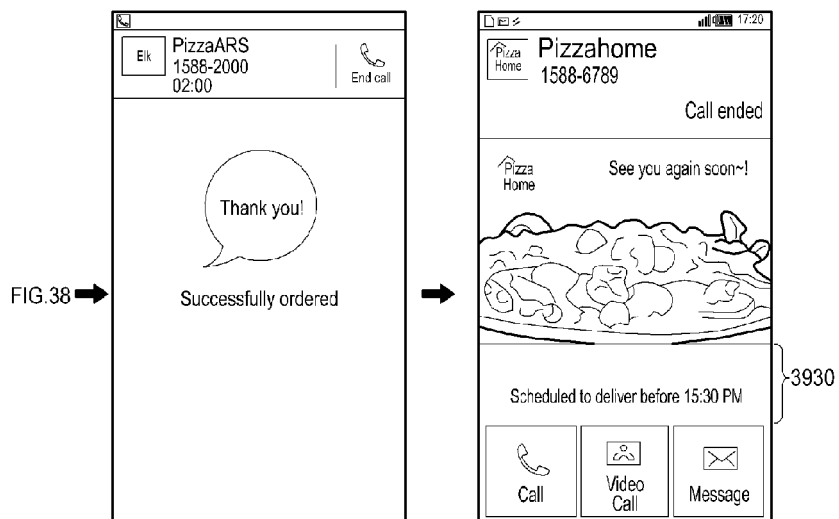 FIG.38
Elk
PizzaARS
1588-2000
02:00
End call
Thank you!
Successfully ordered
17:20
Pizza
Home
Pizzahome
1588-6789
Call ended
Pizza
Home
See you again soon~!
Scheduled to deliver before 15:30 PM
3930
Call
Video
Call
Message